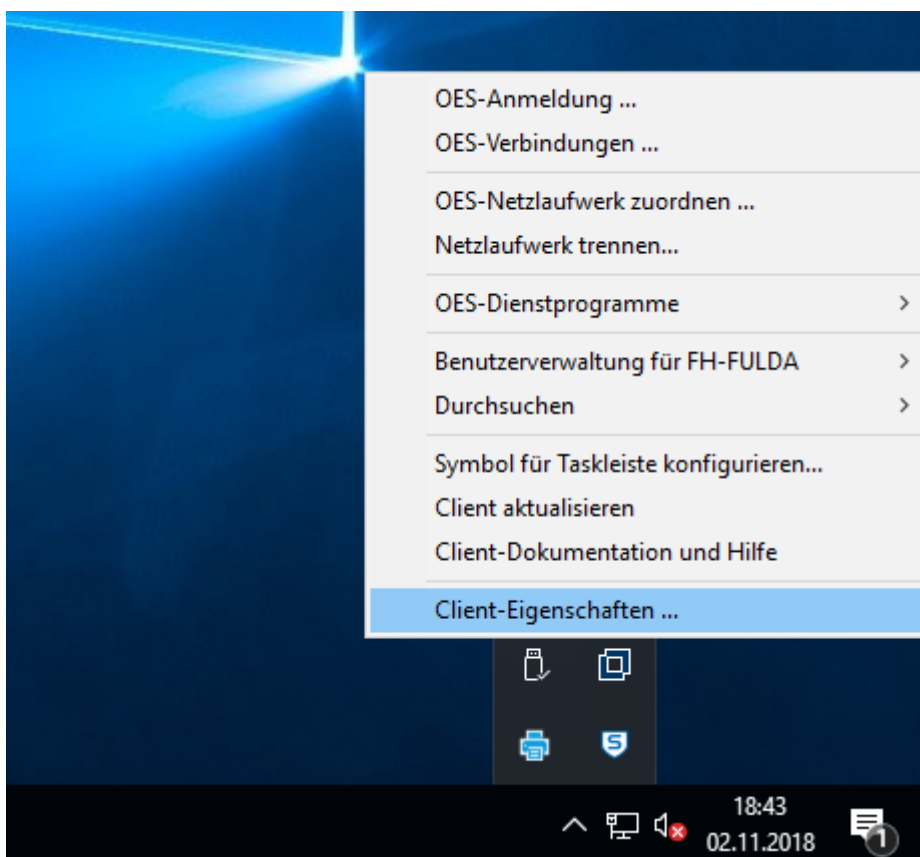 OES-Anmeldung ...
OES-Verbindungen ...
OES-Netzlaufwerk zuordnen ...
Netzlaufwerk trennen...
OES-Dienstprogramme
Benutzerverwaltung für FH-FULDA
Durchsuchen
Symbol für Taskleiste konfigurieren...
Client aktualisieren
Client-Dokumentation und Hilfe
Client-Eigenschaften ...
S
18:43
02.11.2018
1